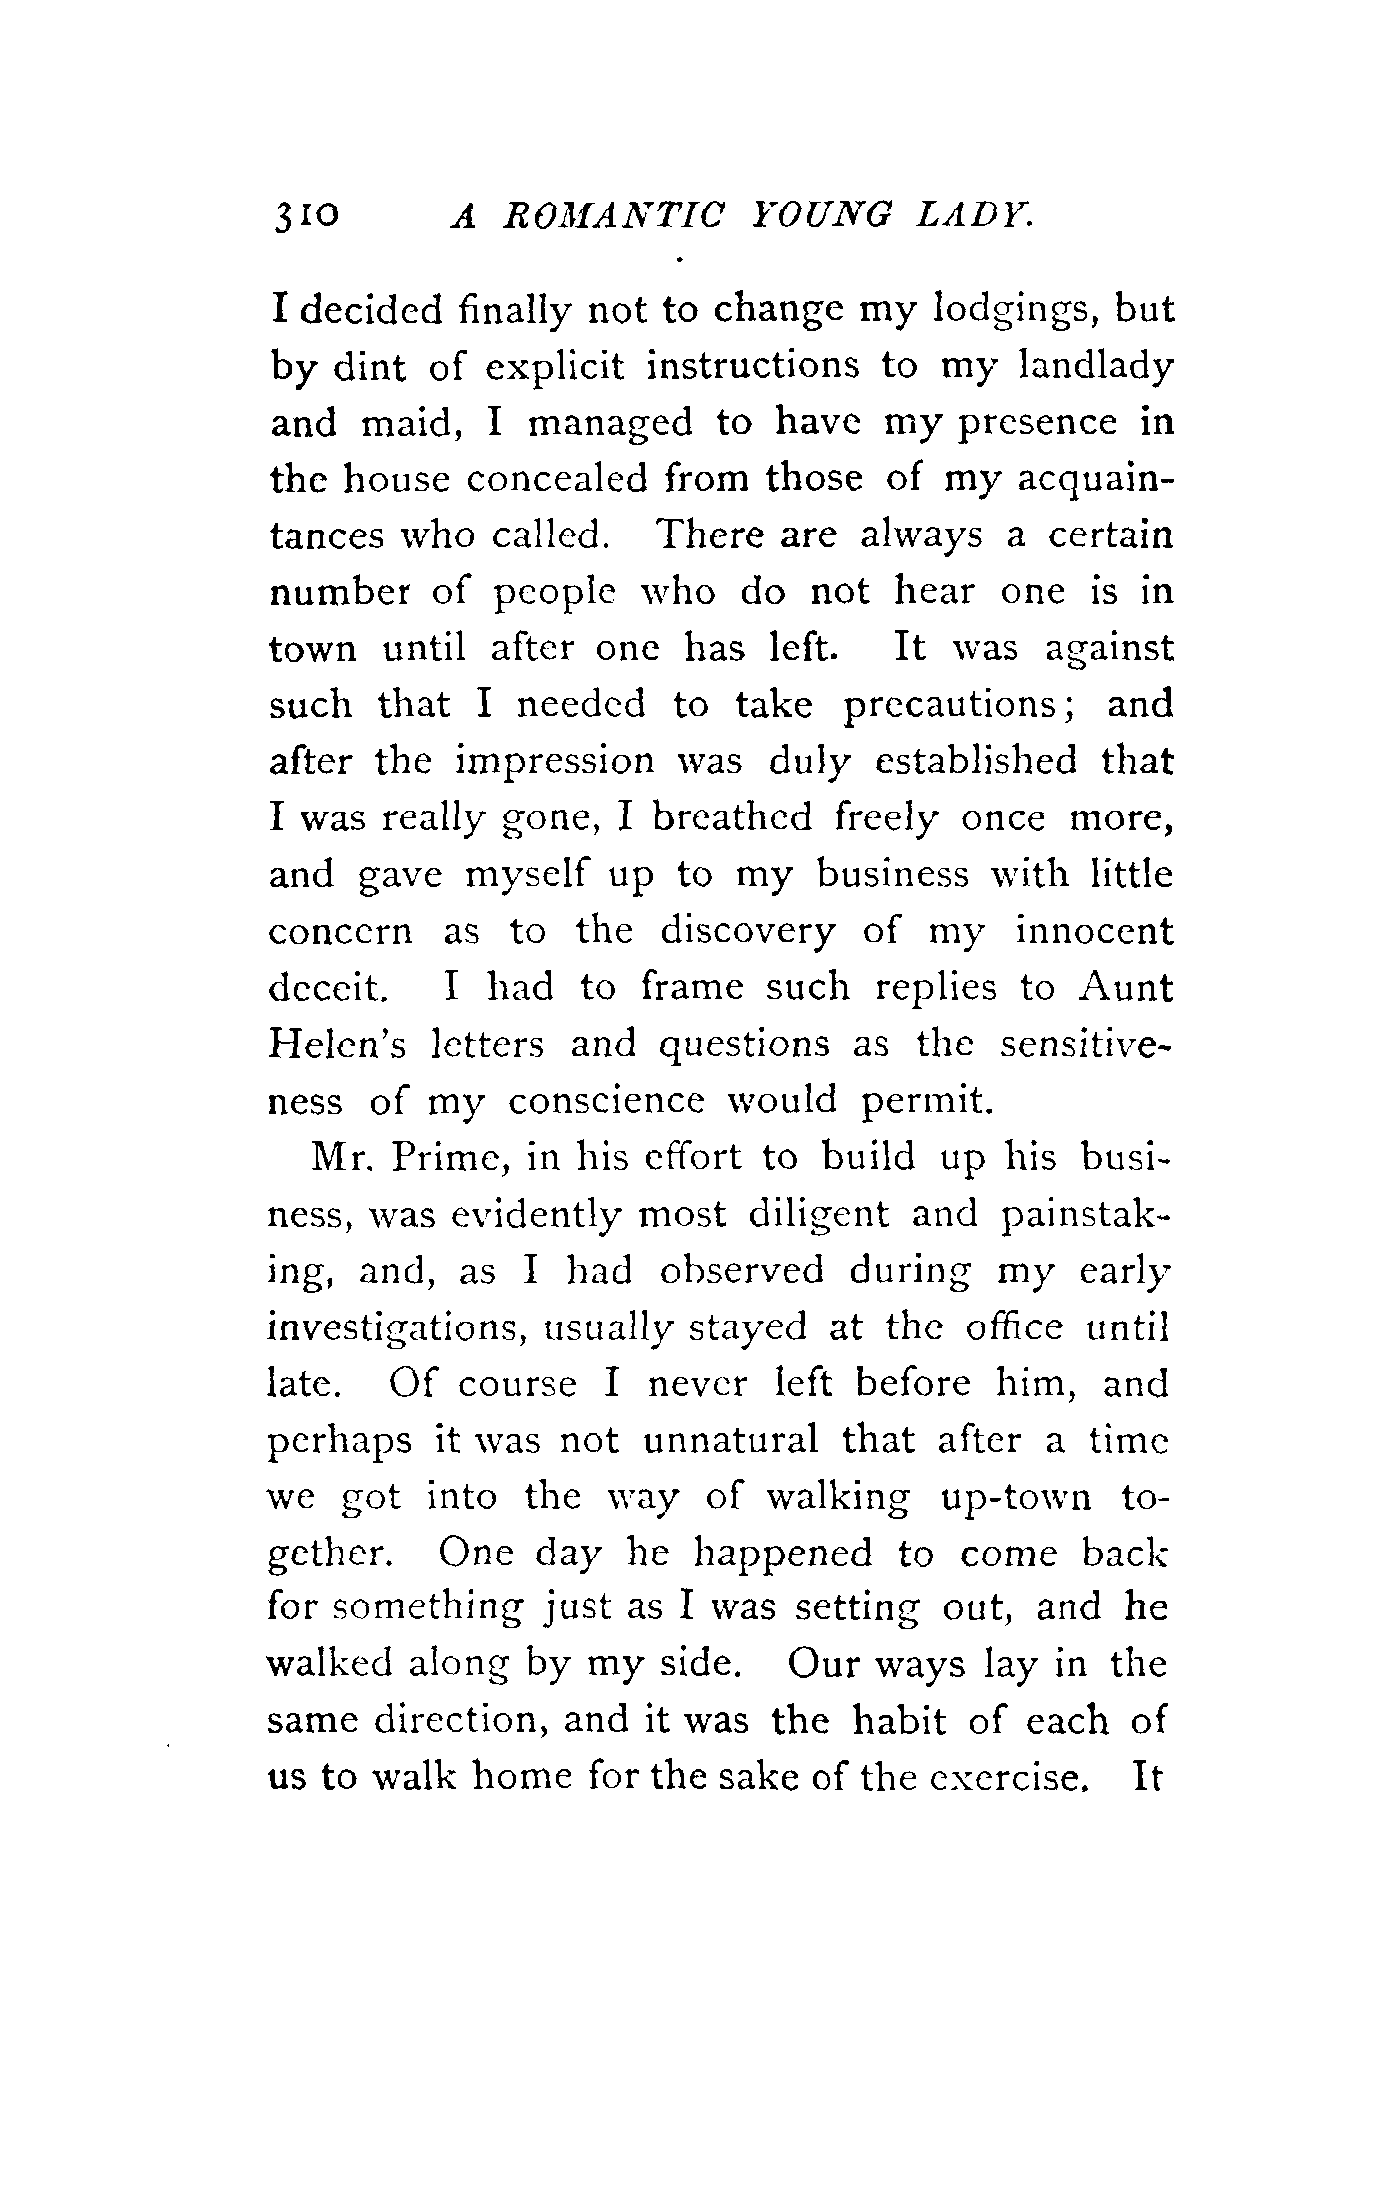 310 A ROMANTIC YOUNG LADY.
I decided finally not to change my lodgings, but
by dint of explicit instructions to my landlady
and maid, I managed to have my presence in
the house concealed from those of my acquain-
tances who called. There are always a certain
number of people who do not hear one is in
town until after one has left. It was against
such that I needed to take precautions; and
after the impression was duly established that
I was really gone, I breathed freely once more,
and gave myself up to my business with little
concern as to the discovery of my innocent
deceit. I had to frame such replies to Aunt
Helen's letters and questions as the sensitive-
ness of my conscience would permit.
Mr. Prime, in his effort to build up his busi-
ness, was evidently most diligent and painstak-
ing, and, as I had observed during my early
investigations, usually stayed at the office until
late. Of course I never left before him, and
perhaps it was not unnatural that after a time
we got into the way of walking up-town to-
gether. One day he happened to come back
for something just as I was setting out, and he
walked along by my side. Our ways lay in the
same direction, and it was the habit of each of
us to walk home for the sake of the exercise. It